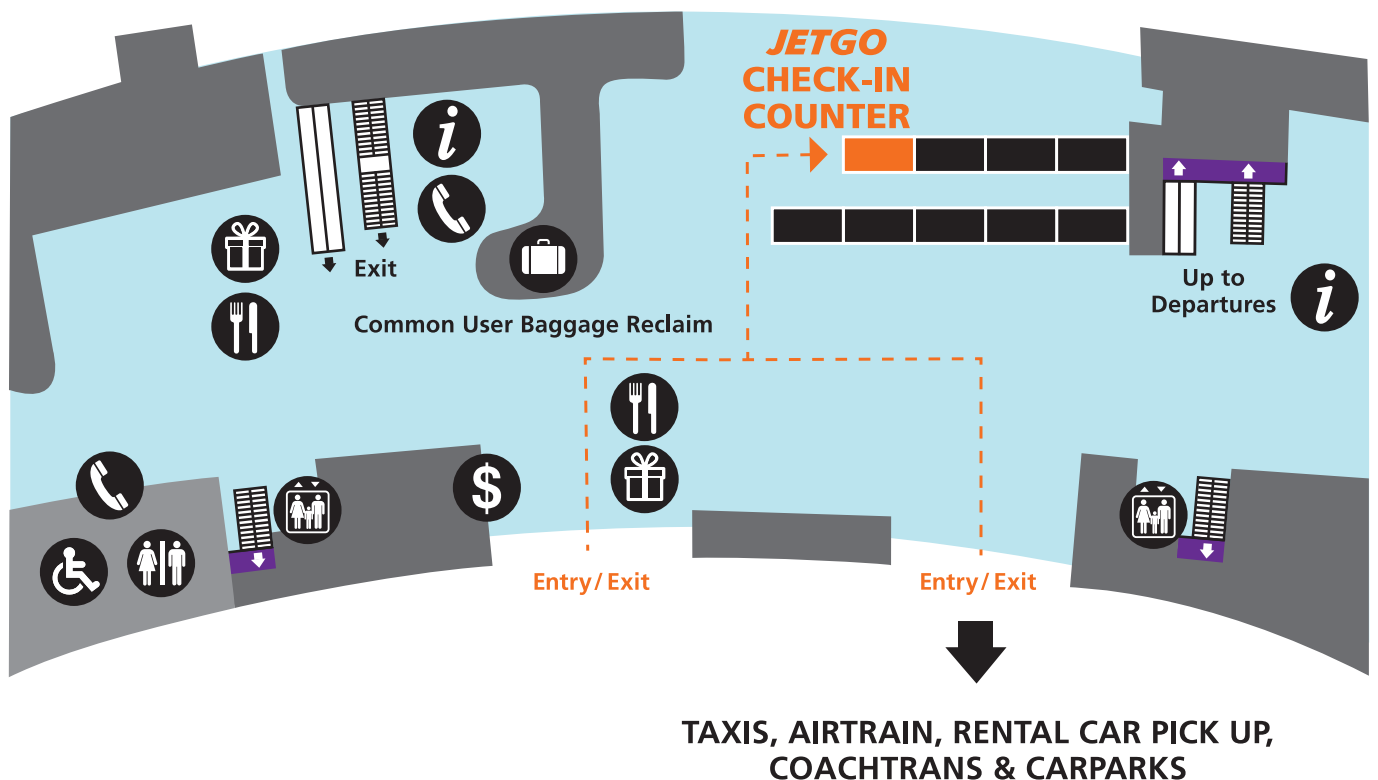 JETGO
CHECK-IN
COUNTER
i
Exit
Up to
Departures
i
Common User Baggage Reclaim
$
Entry/Exit
Entry/Exit
TAXIS, AIRTRAIN, RENTAL CAR PICK UP,
COACHTRANS & CARPARKS